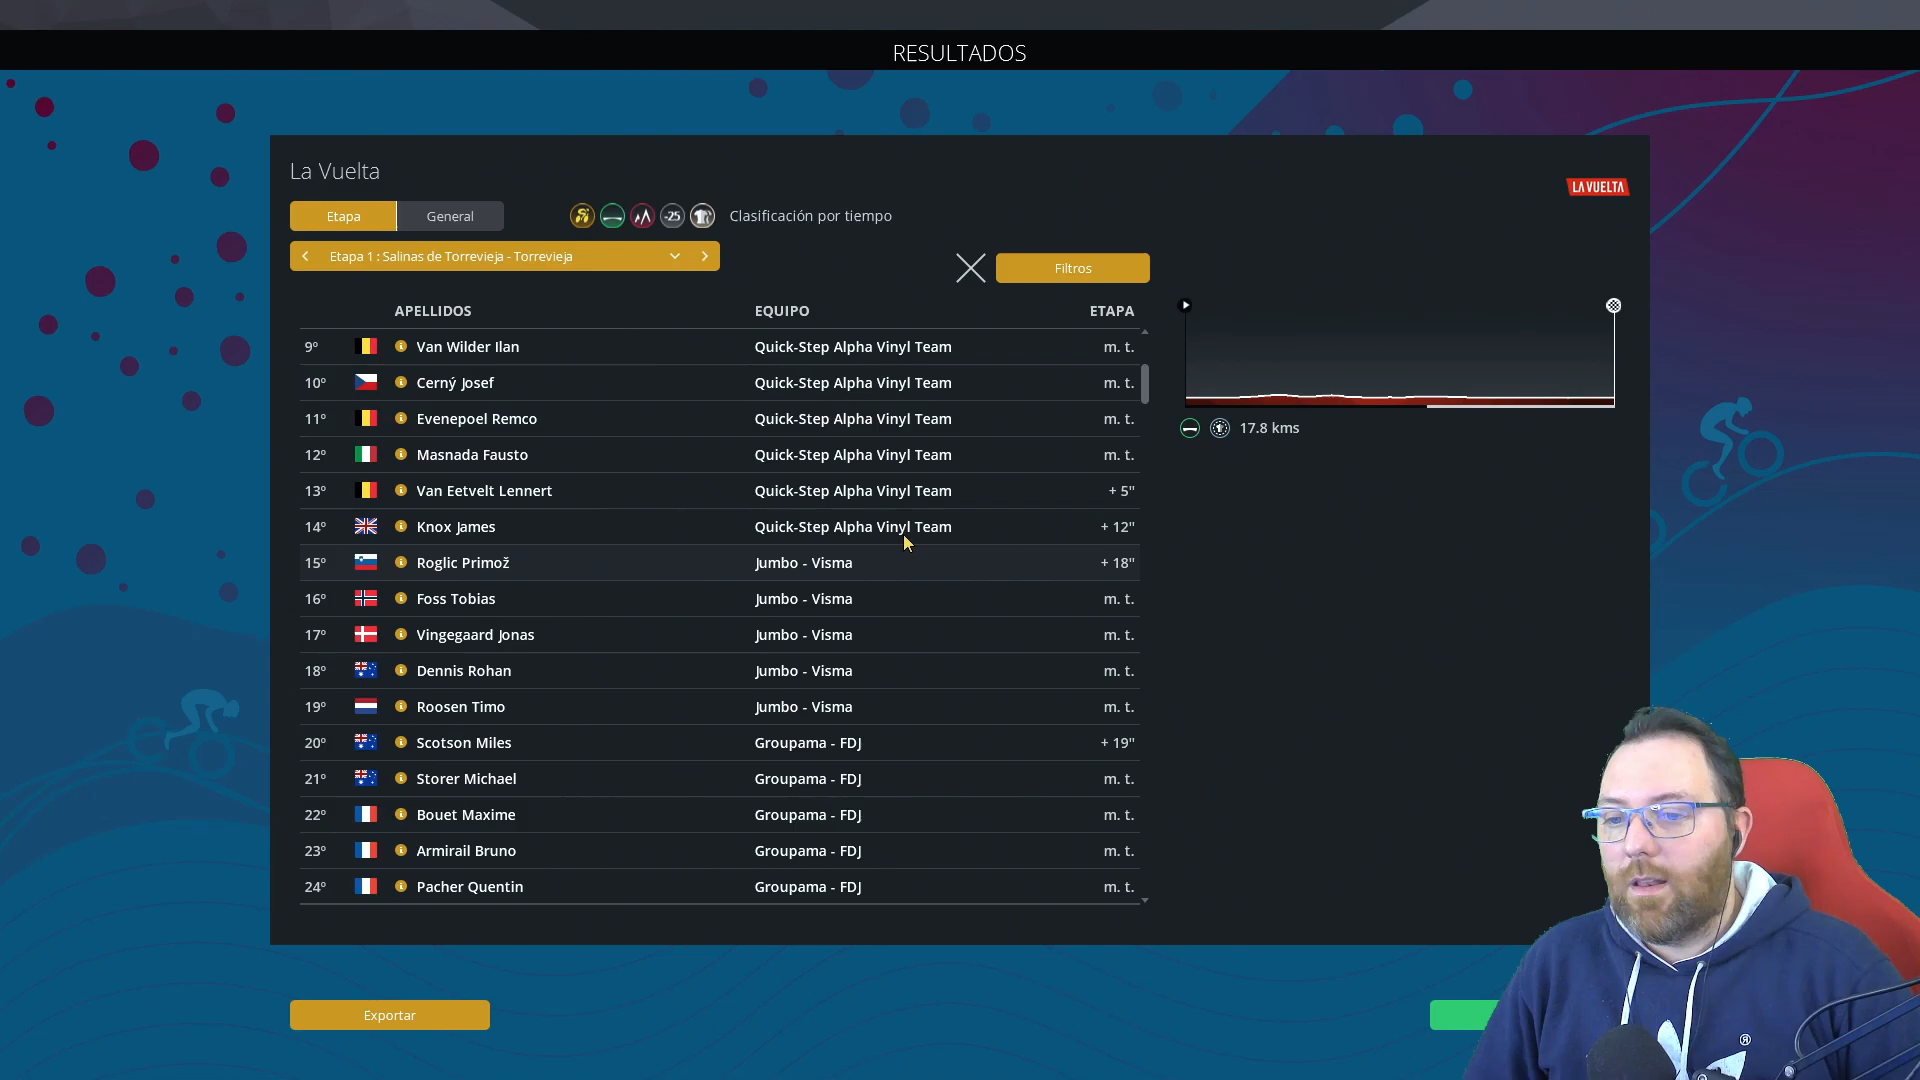 RESULTADOS
La Vuelta
LA VUELTA
Etapa General -25 Clasificación por tiempo
Etapa 1 : Salinas de Torrevieja - Torrevieja
Filtros
APELLIDOS EQUIPO ETAPA
9º Van Wilder Ilan Quick-Step Alpha Vinyl Team m. t.
10º Cerný Josef Quick-Step Alpha Vinyl Team m. t.
11º Evenepoel Remco Quick-Step Alpha Vinyl Team m. t.
12º Masnada Fausto Quick-Step Alpha Vinyl Team m. t.
13º Van Eetvelt Lennert Quick-Step Alpha Vinyl Team + 5''
14º Knox James Quick-Step Alpha Vinyl Team + 12''
15º Roglic Primož Jumbo - Visma + 18''
16º Foss Tobias Jumbo - Visma m. t.
17º Vingegaard Jonas Jumbo - Visma m. t.
18º Dennis Rohan Jumbo - Visma m. t.
19º Roosen Timo Jumbo - Visma m. t.
20º Scotson Miles Groupama - FDJ + 19''
21º Storer Michael Groupama - FDJ m. t.
22º Bouet Maxime Groupama - FDJ m. t.
23º Armirail Bruno Groupama - FDJ m. t.
24º Pacher Quentin Groupama - FDJ m. t.
17.8 kms
Exportar